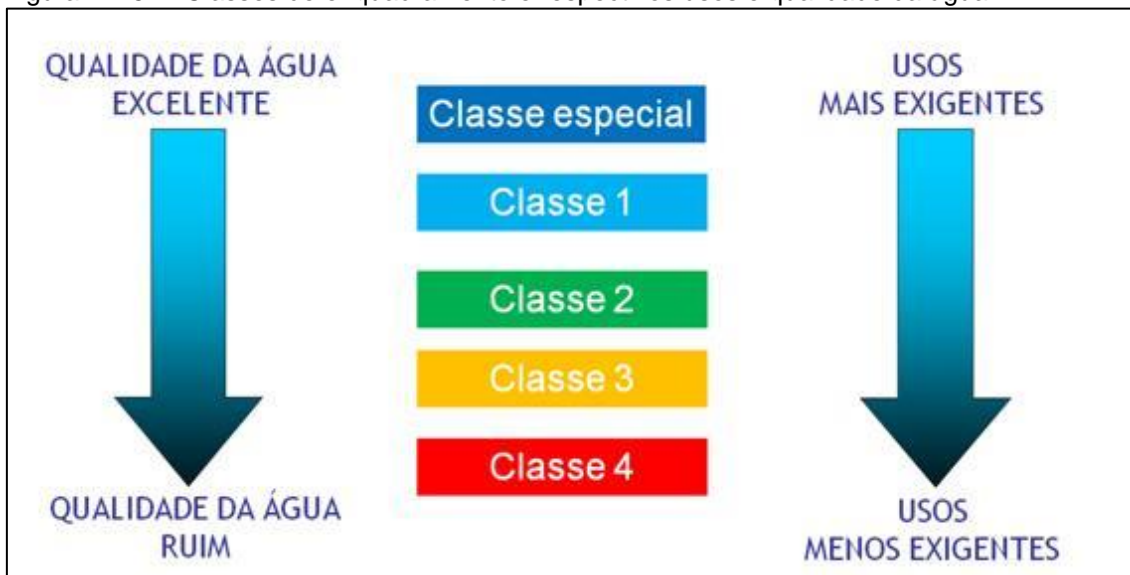 QUALIDADE DA ÁGUA
EXCELENTE
USOS
MAIS EXIGENTES
Classe especial
Classe 1
Classe 2
Classe 3
Classe 4
QUALIDADE DA ÁGUA
RUIM
USOS
MENOS EXIGENTES